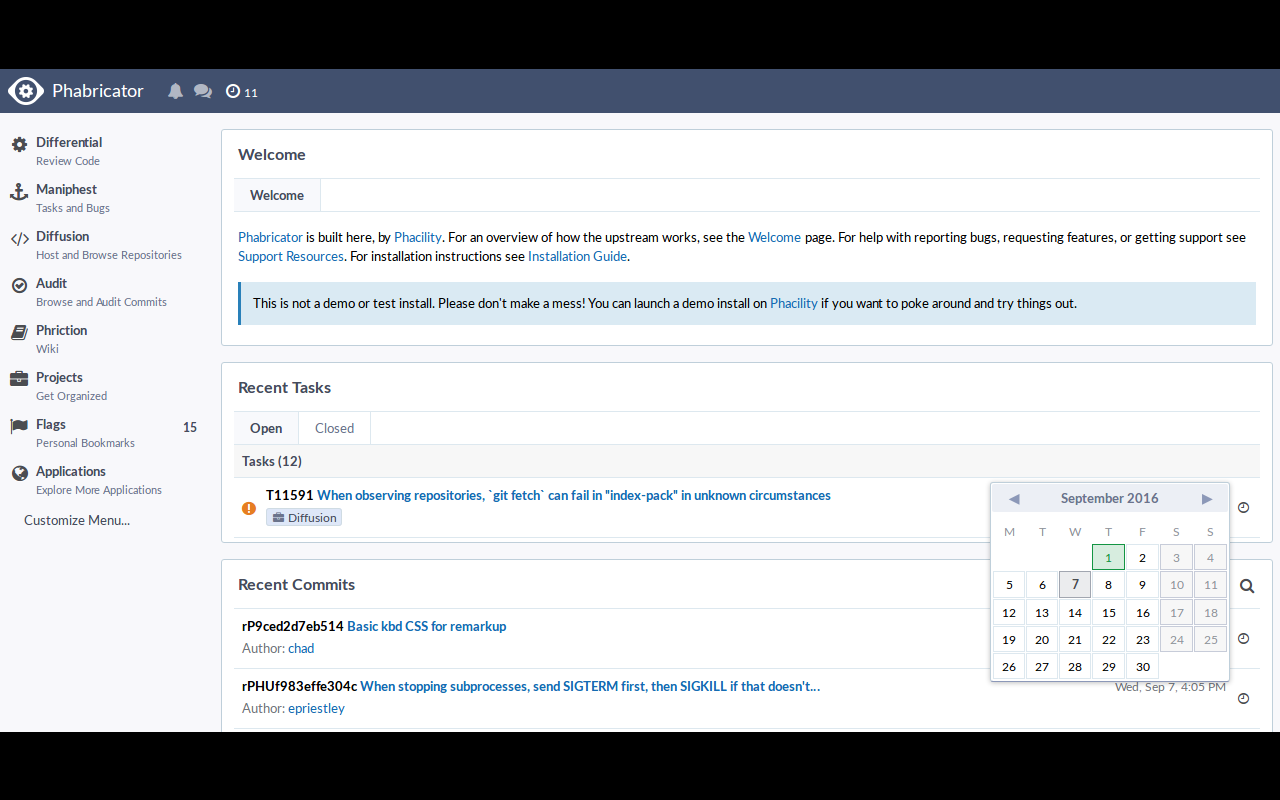 Phabricator 11
Differential
Review Code
Maniphest
Tasks and Bugs
Diffusion
Host and Browse Repositories
Audit
Browse and Audit Commits
Phriction
Wiki
Projects
Get Organized
Flags 15
Personal Bookmarks
Applications
Explore More Applications
Customize Menu...
Welcome
Welcome
Phabricator is built here, by Phacility. For an overview of how the upstream works, see the Welcome page. For help with reporting bugs, requesting features, or getting support see
Support Resources. For installation instructions see Installation Guide.
This is not a demo or test install. Please don't make a mess! You can launch a demo install on Phacility if you want to poke around and try things out.
Recent Tasks
Open Closed
Tasks (12)
T11591 When observing repositories, `git fetch` can fail in "index-pack" in unknown circumstances
Diffusion
Recent Commits
rP9ced2d7eb514 Basic kbd CSS for remarkup
Author: chad
rPHUf983effe304c When stopping subprocesses, send SIGTERM first, then SIGKILL if that doesn't...
Author: epriestley
Wed, Sep 7, 4:05 PM
◀ September 2016 ▶
M T W T F S S
1 2 3 4
5 6 7 8 9 10 11
12 13 14 15 16 17 18
19 20 21 22 23 24 25
26 27 28 29 30